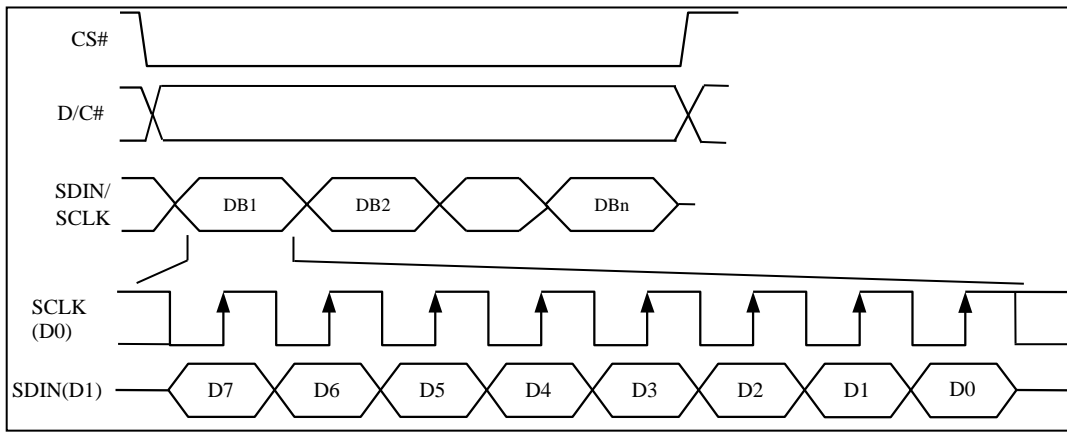 CS#
D/C#
SDIN/
SCLK
DB1 DB2 DBn
SCLK
(D0)
SDIN(D1) D7 D6 D5 D4 D3 D2 D1 D0